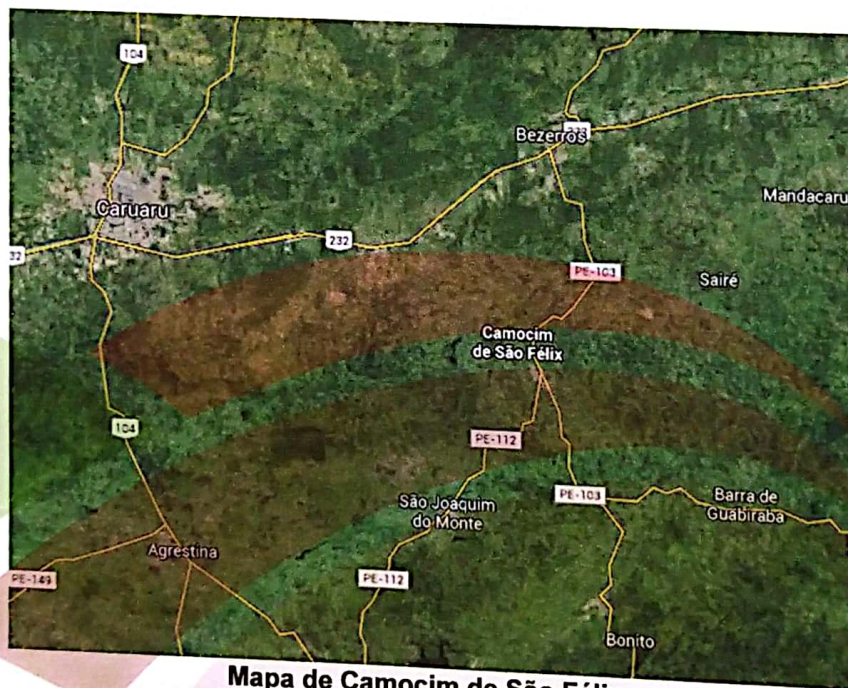 104
Bezerros
Mandacaru
Caruaru
32
232
PE-103
Sairé
Camocim
de São Félix
104
PE-112
São Joaquim
do Monte
PE-103
Barra de
Guabiraba
Agrestina
PE-149
PE-112
Bonito
Mapa de Camocim de São Féli